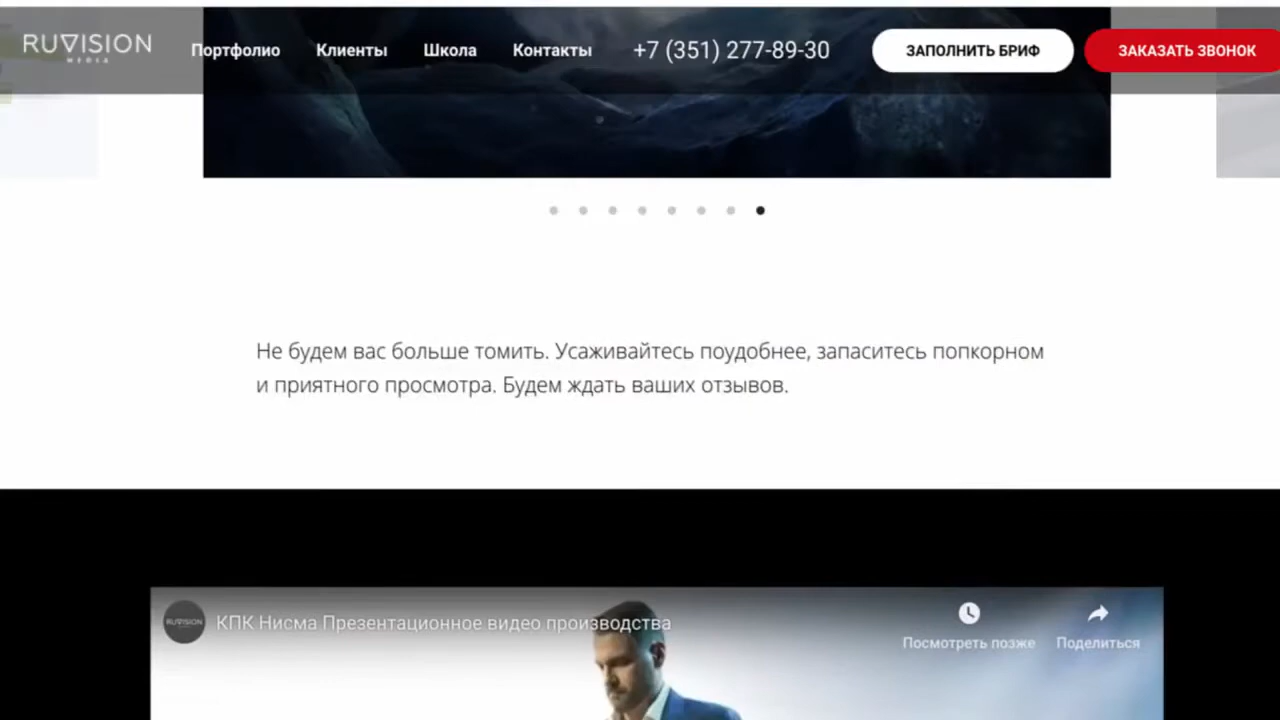 RUVISION
MEDIA
Портфолио
Клиенты
Школа
Контакты
+7 (351) 277-89-30
ЗАПОЛНИТЬ БРИФ
ЗАКАЗАТЬ ЗВОНОК
Не будем вас больше томить. Усаживайтесь поудобнее, запаситесь попкорном
и приятного просмотра. Будем ждать ваших отзывов.
RUVISION
КПК Нисма Презентационное видео производства
Посмотреть позже
Поделиться